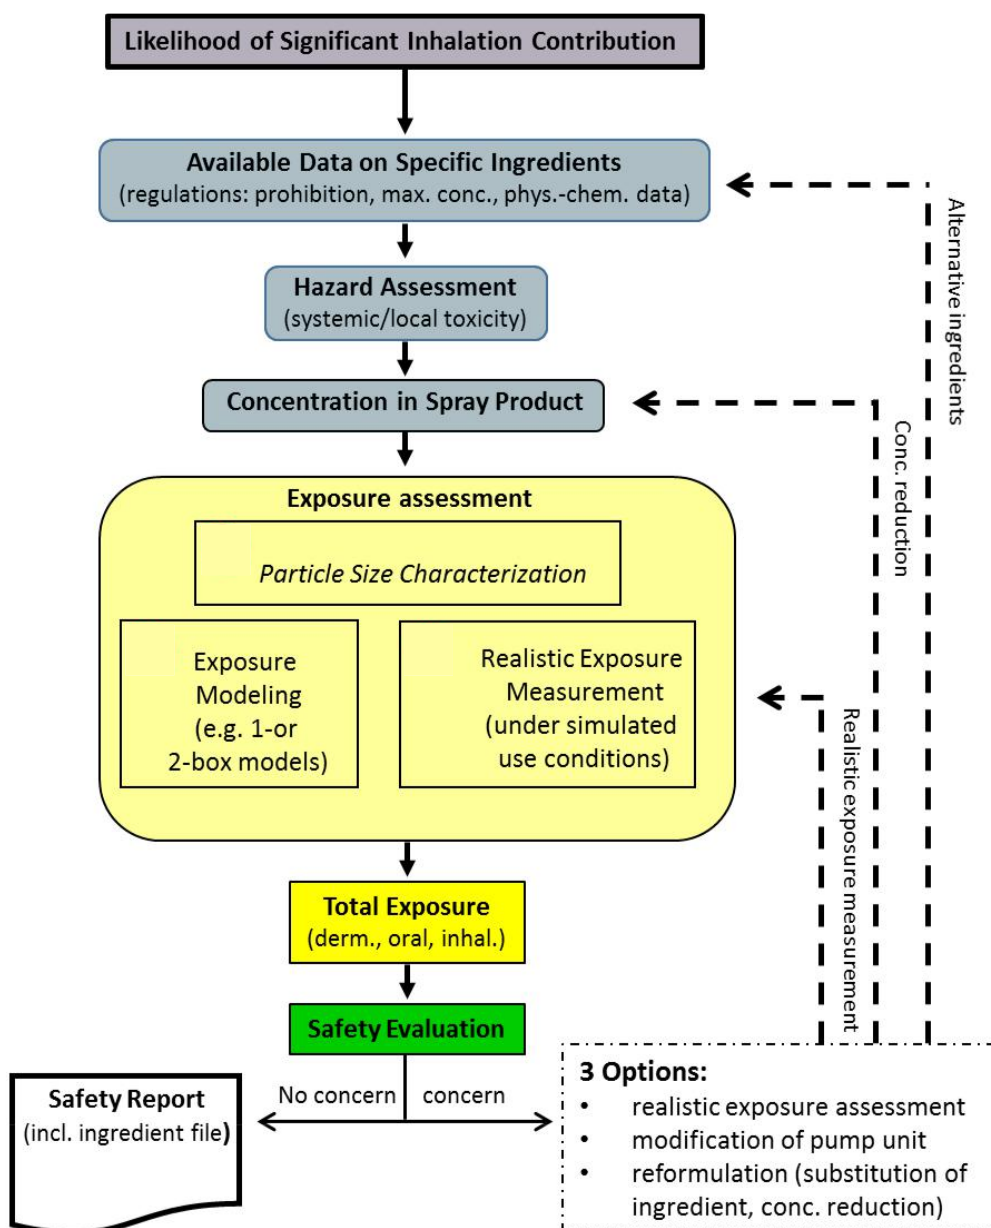 Likelihood of Significant Inhalation Contribution
Available Data on Specific Ingredients
(regulations: prohibition, max. conc., phys.-chem. data)
Hazard Assessment
(systemic/local toxicity)
Concentration in Spray Product
Exposure assessment
Particle Size Characterization
Exposure
Modeling
(e.g. 1-or
2-box models)
Realistic Exposure
Measurement
(under simulated
use conditions)
Alternative ingredients
Conc. reduction
Realistic exposure measurement
Total Exposure
(derm., oral, inhal.)
Safety Evaluation
No concern
concern
Safety Report
(incl. ingredient file)
3 Options:
• realistic exposure assessment
• modification of pump unit
• reformulation (substitution of
ingredient, conc. reduction)